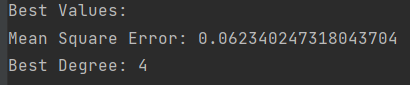 Best Values:
Mean Square Error: 0.062340247318043704
Best Degree: 4